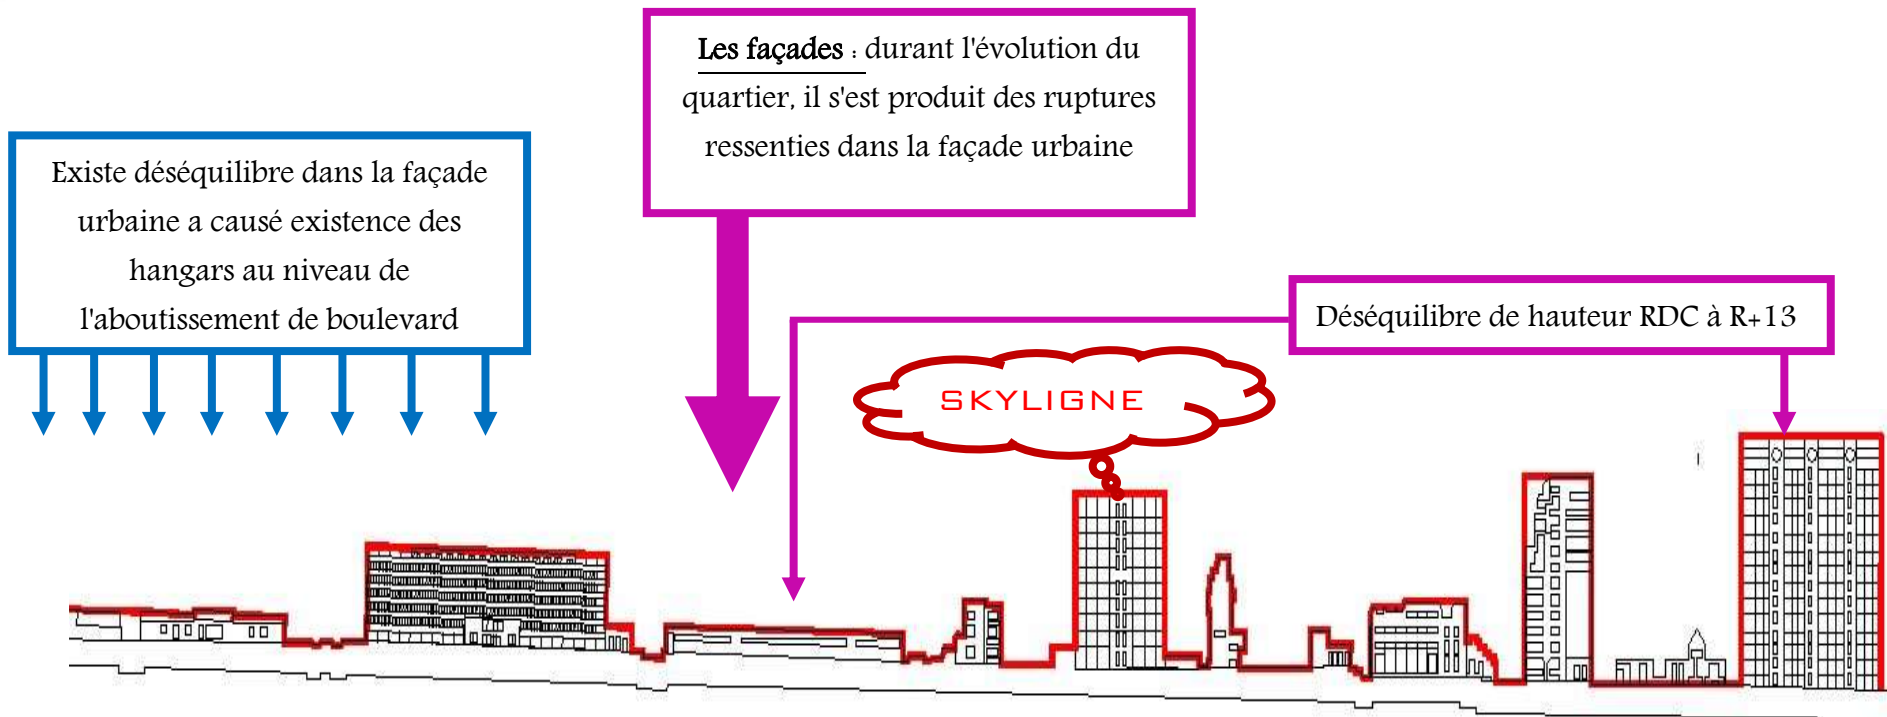 Les façades : durant l'évolution du
quartier, il s'est produit des ruptures
ressenties dans la façade urbaine
Existe déséquilibre dans la façade
urbaine a causé existence des
hangars au niveau de
l'aboutissement de boulevard
Déséquilibre de hauteur RDC à R+13
SKYLIGNE